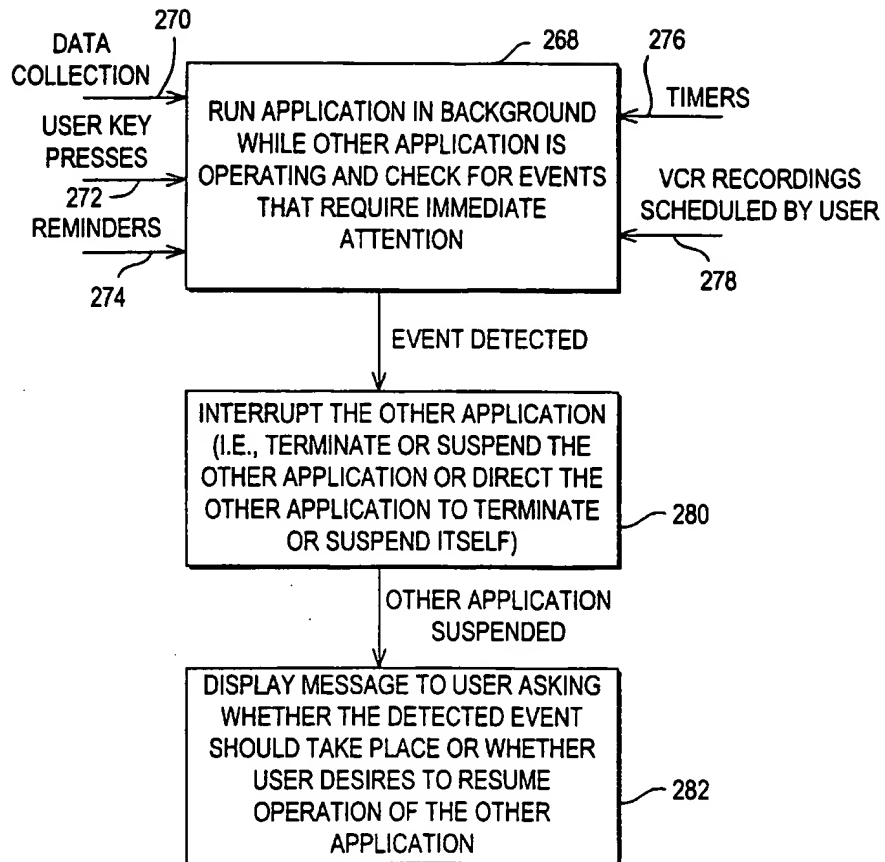 268
270
DATA
COLLECTION
USER KEY
PRESSES
272
REMINDERS
274
RUN APPLICATION IN BACKGROUND
WHILE OTHER APPLICATION IS
OPERATING AND CHECK FOR EVENTS
THAT REQUIRE IMMEDIATE
ATTENTION
276
TIMERS
VCR RECORDINGS
SCHEDULED BY USER
278
EVENT DETECTED
INTERRUPT THE OTHER APPLICATION
(I.E., TERMINATE OR SUSPEND THE
OTHER APPLICATION OR DIRECT THE
OTHER APPLICATION TO TERMINATE
OR SUSPEND ITSELF)
280
OTHER APPLICATION
SUSPENDED
DISPLAY MESSAGE TO USER ASKING
WHETHER THE DETECTED EVENT
SHOULD TAKE PLACE OR WHETHER
USER DESIRES TO RESUME
OPERATION OF THE OTHER
APPLICATION
282